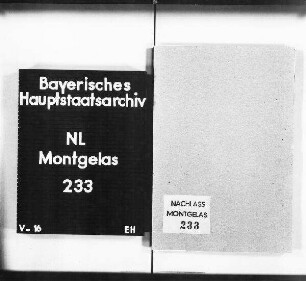 Bayerisches
Hauptstaatsarchiv
NL
Montgelas
233
V-16 EH
NACHLASS
MONTGELAS
233